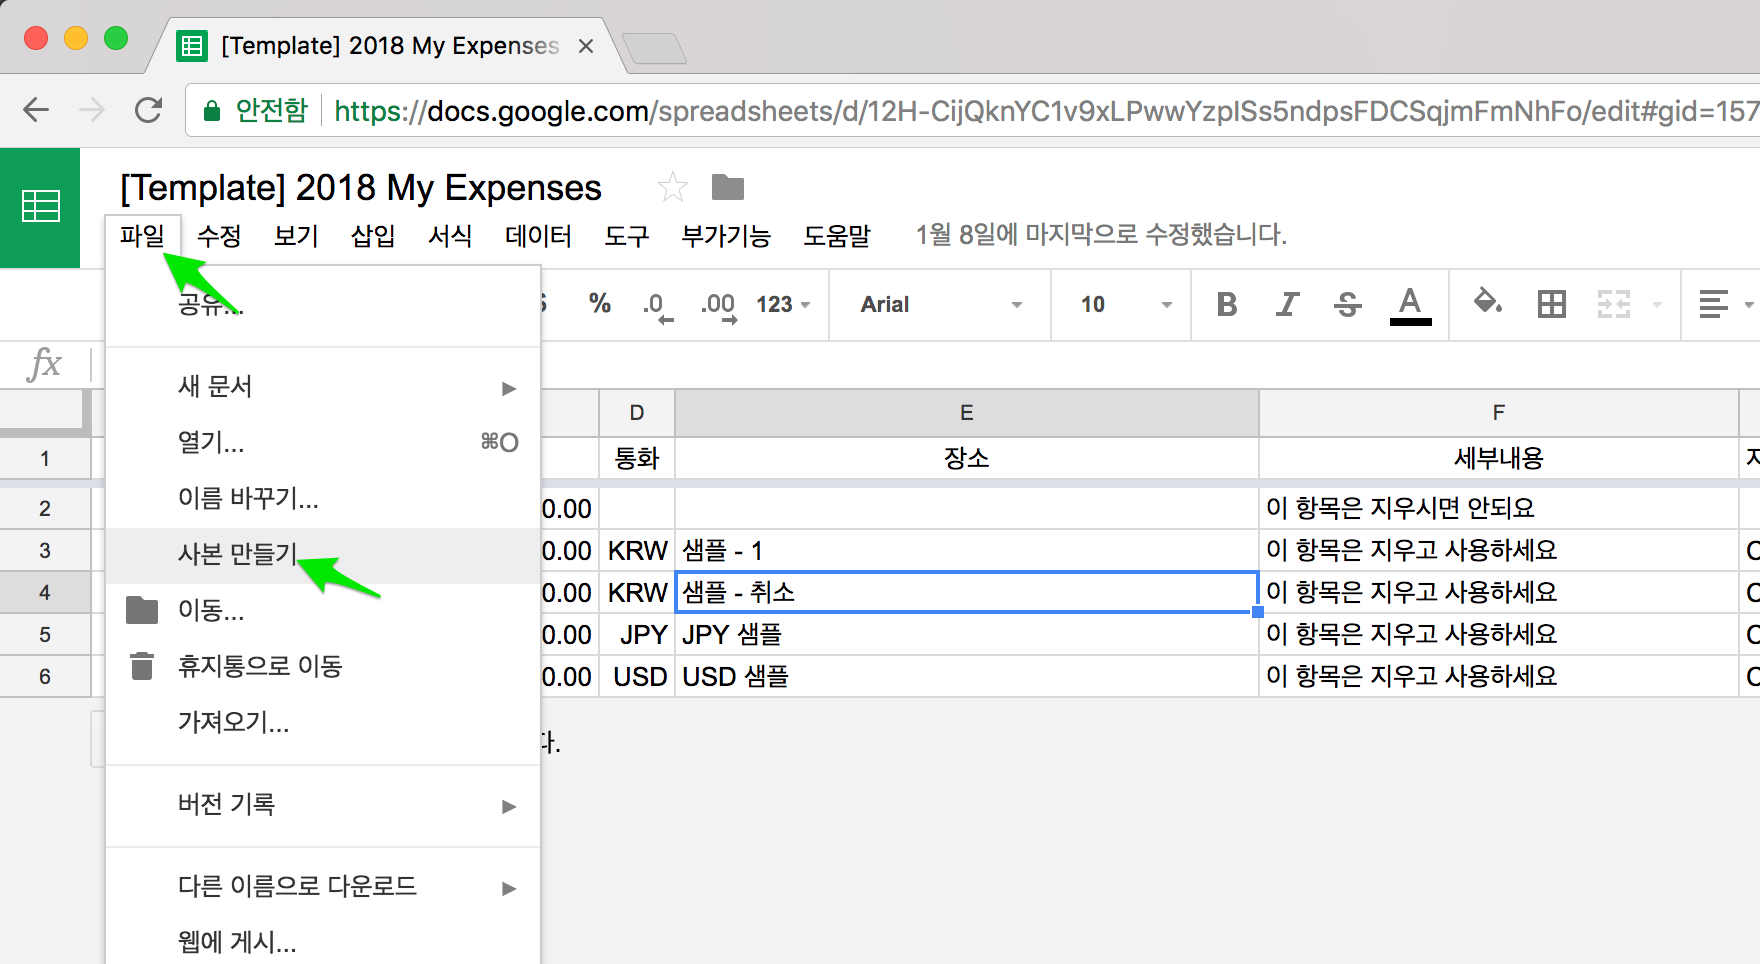 [Template] 2018 My Expenses
안전함 https://docs.google.com/spreadsheets/d/12H-CijQknYC1v9xLPwwYzpISs5ndpsFDCSqjmFmNhFo/edit#gid=157
[Template] 2018 My Expenses
파일 수정 보기 삽입 서식 데이터 도구 부가기능 도움말 1월 8일에 마지막으로 수정했습니다.
% .0 .00 123 Arial 10 B I S A
fx
공유...
새 문서
열기... ⌘O
이름 바꾸기...
사본 만들기
이동...
휴지통으로 이동
가져오기...
버전 기록
다른 이름으로 다운로드
웹에 게시...
D E F
1 통화 장소 세부내용
2 0.00 이 항목은 지우시면 안되요
3 0.00 KRW 샘플 - 1 이 항목은 지우고 사용하세요
4 0.00 KRW 샘플 - 취소 이 항목은 지우고 사용하세요
5 0.00 JPY JPY 샘플 이 항목은 지우고 사용하세요
6 0.00 USD USD 샘플 이 항목은 지우고 사용하세요
다.